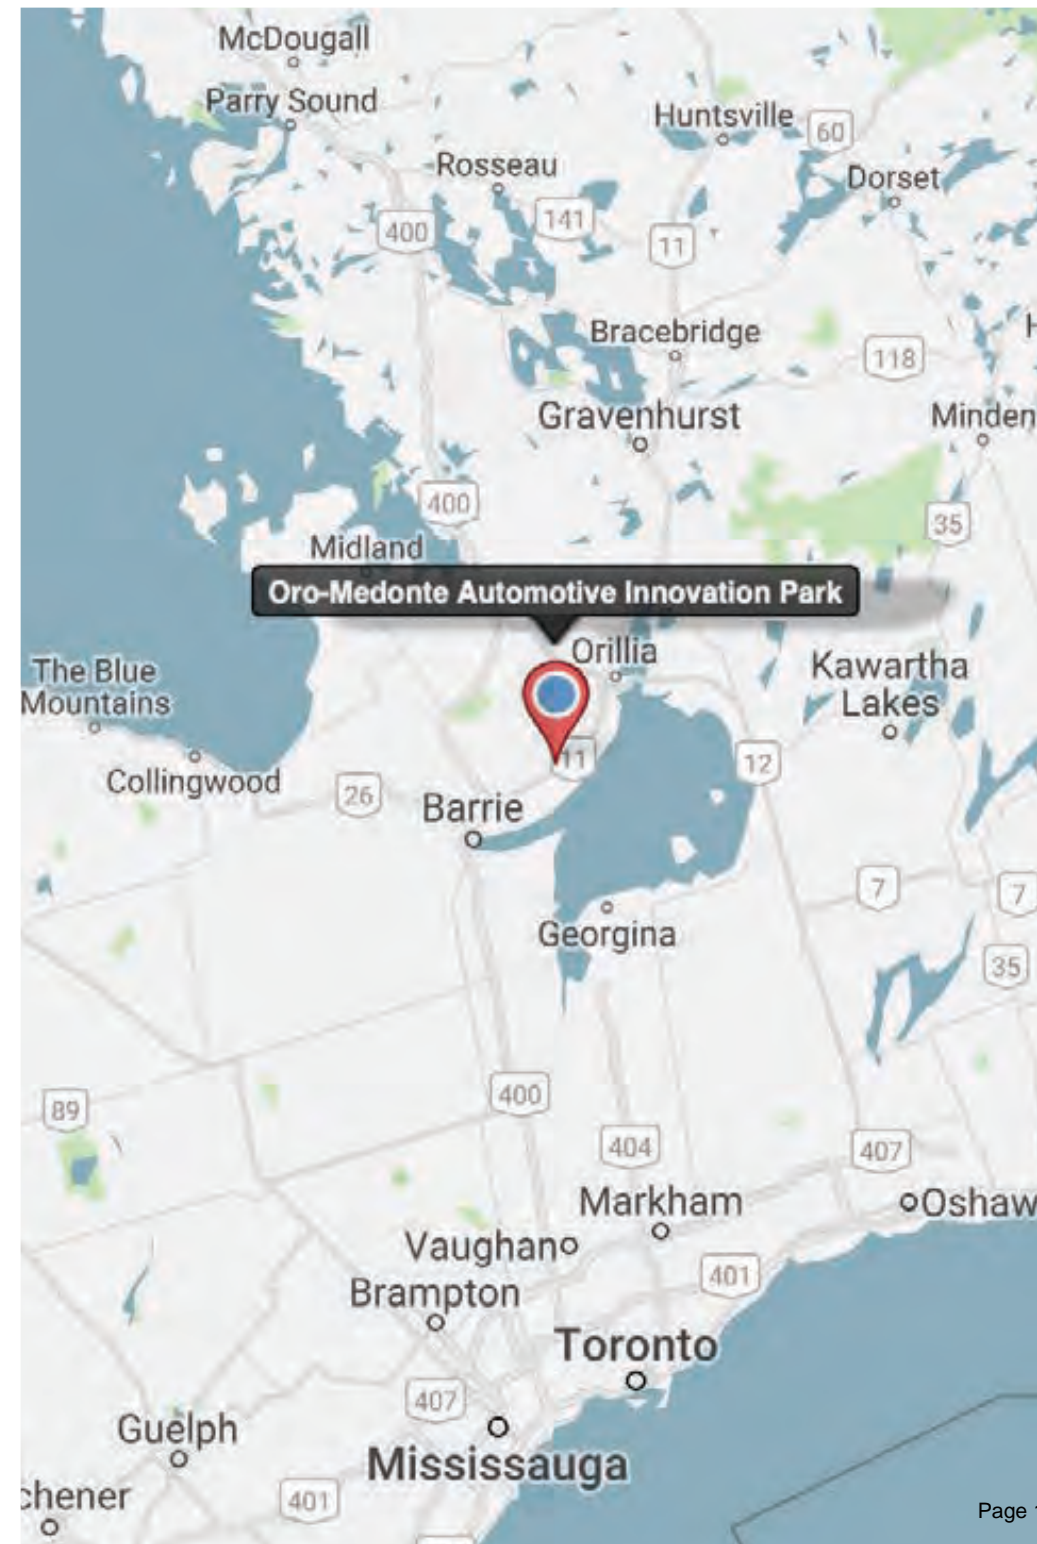 McDougall
Parry Sound
Huntsville
60
Rosseau
Dorset
141
400
11
Bracebridge
118
Gravenhurst
Minden
400
35
Midland
Oro-Medonte Automotive Innovation Park
Orillia
The Blue
Mountains
Kawartha
Lakes
11
12
Collingwood
26
Barrie
7
7
Georgina
35
400
89
404
407
Markham
Oshaw
Vaughan
401
Brampton
Toronto
407
Guelph
Mississauga
chener
401
Page 1